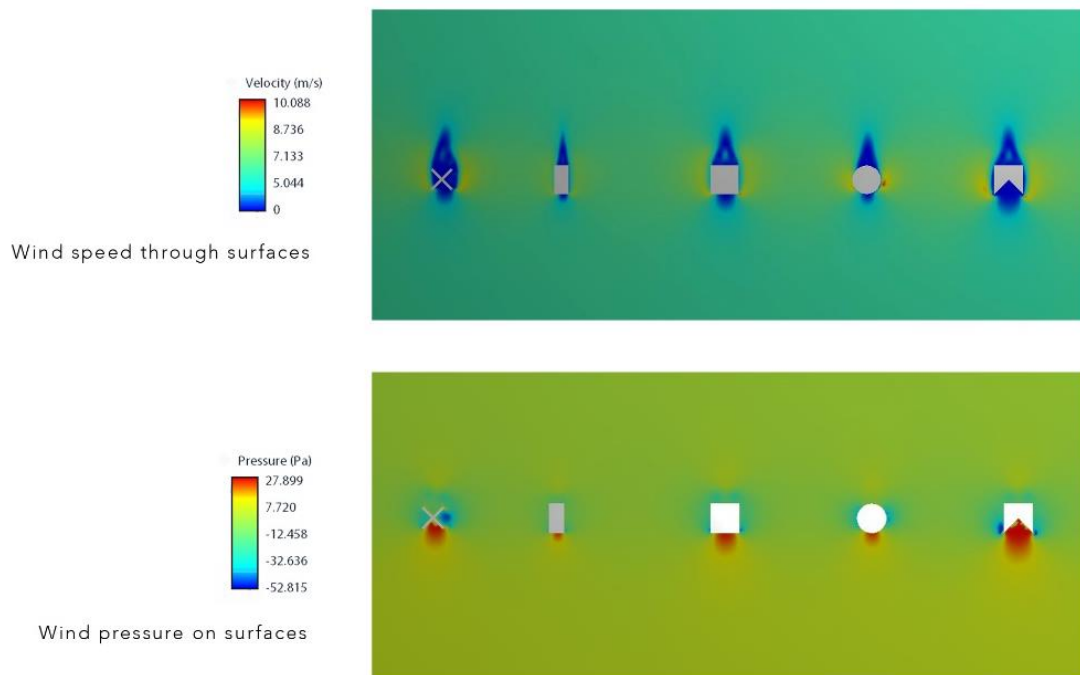 Velocity (m/s)
10.088
8.736
7.133
5.044
0
Wind speed through surfaces
Pressure (Pa)
27.899
7.720
-12.458
-32.636
-52.815
Wind pressure on surfaces